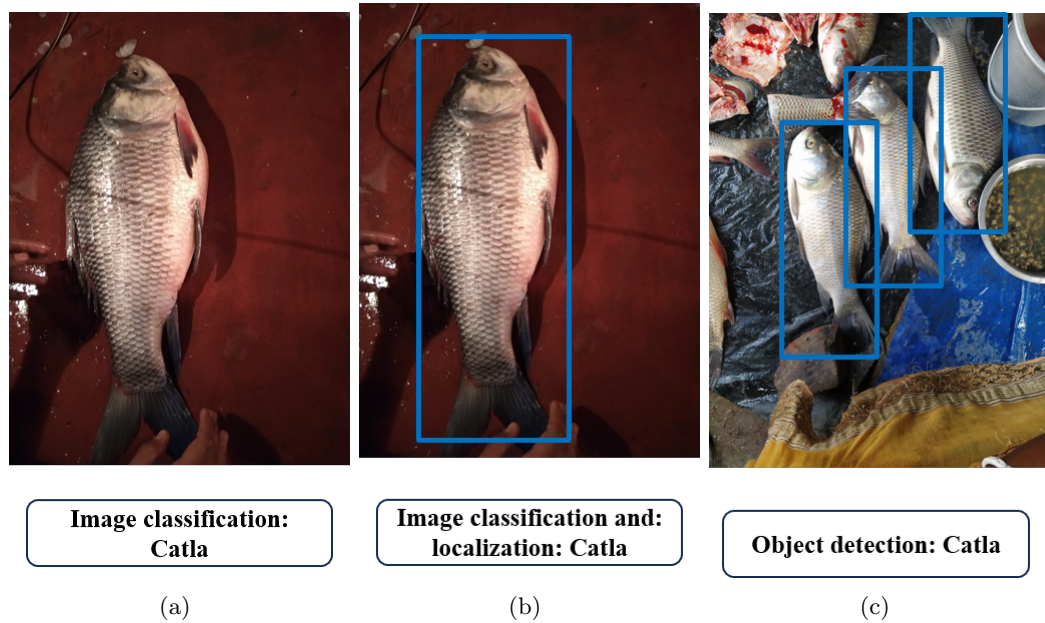 Image classification:
Catla
Image classification and:
localization: Catla
Object detection: Catla
(a)
(b)
(c)